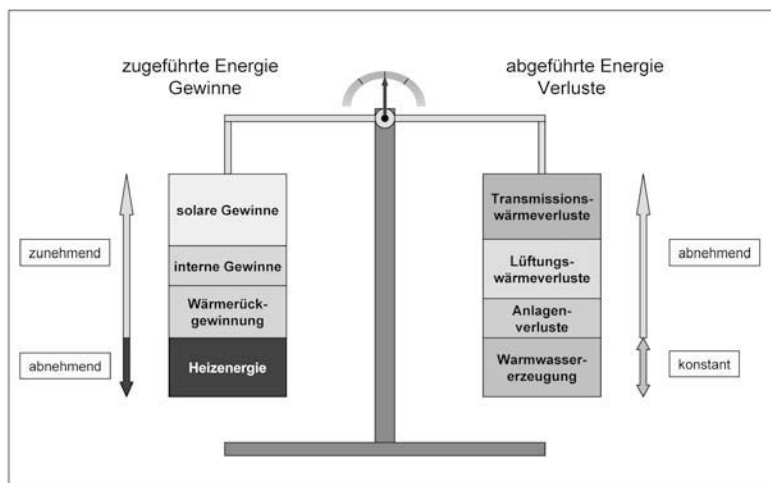 zugeführte Energie
Gewinne
abgeführte Energie
Verluste
zunehmend
abnehmend
solare Gewinne
interne Gewinne
Wärmerück-
gewinnung
Heizenergie
Transmissions-
wärmeverluste
Lüftungs-
wärmeverluste
Anlagen-
verluste
Warmwasser-
erzeugung
abnehmend
konstant